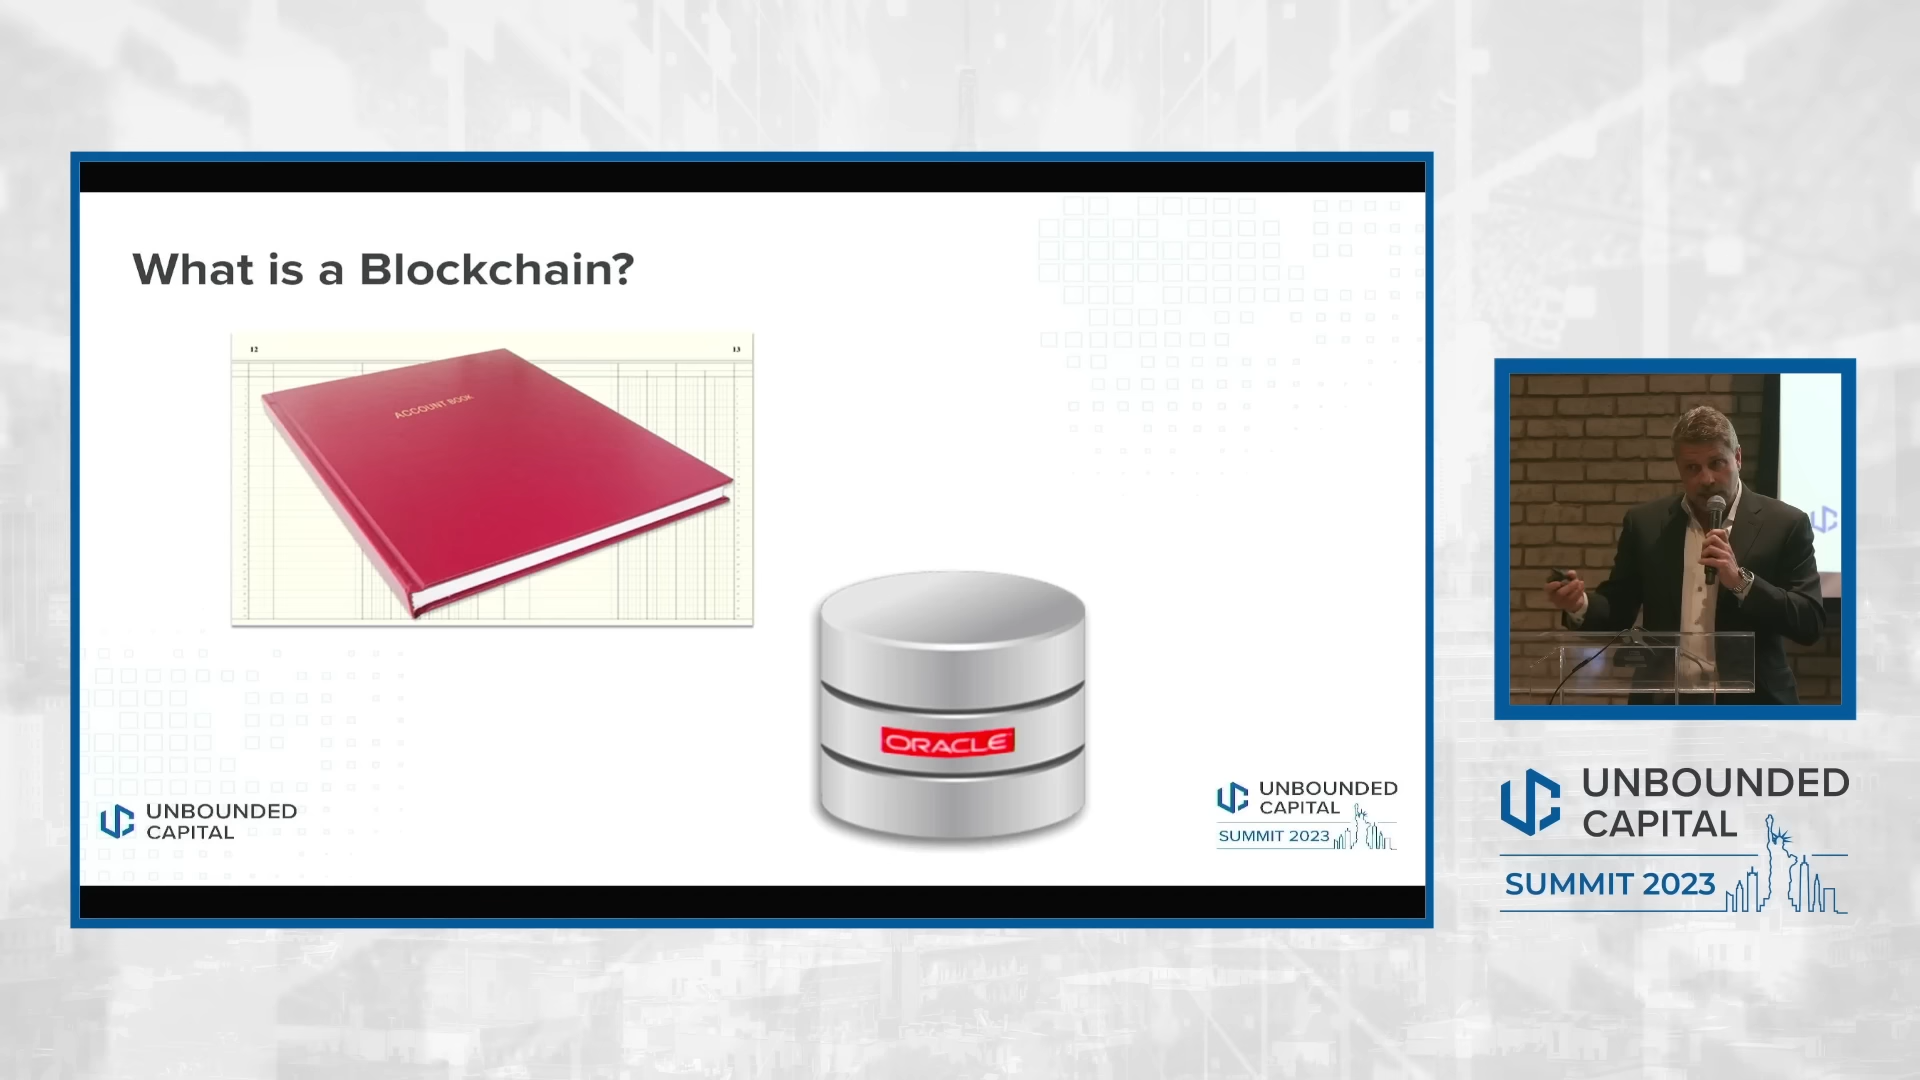 What is a Blockchain?
12
13
ACCOUNT BOOK
ORACLE
UNBOUNDED
CAPITAL
UNBOUNDED
CAPITAL
SUMMIT 2023
UNBOUNDED
CAPITAL
SUMMIT 2023